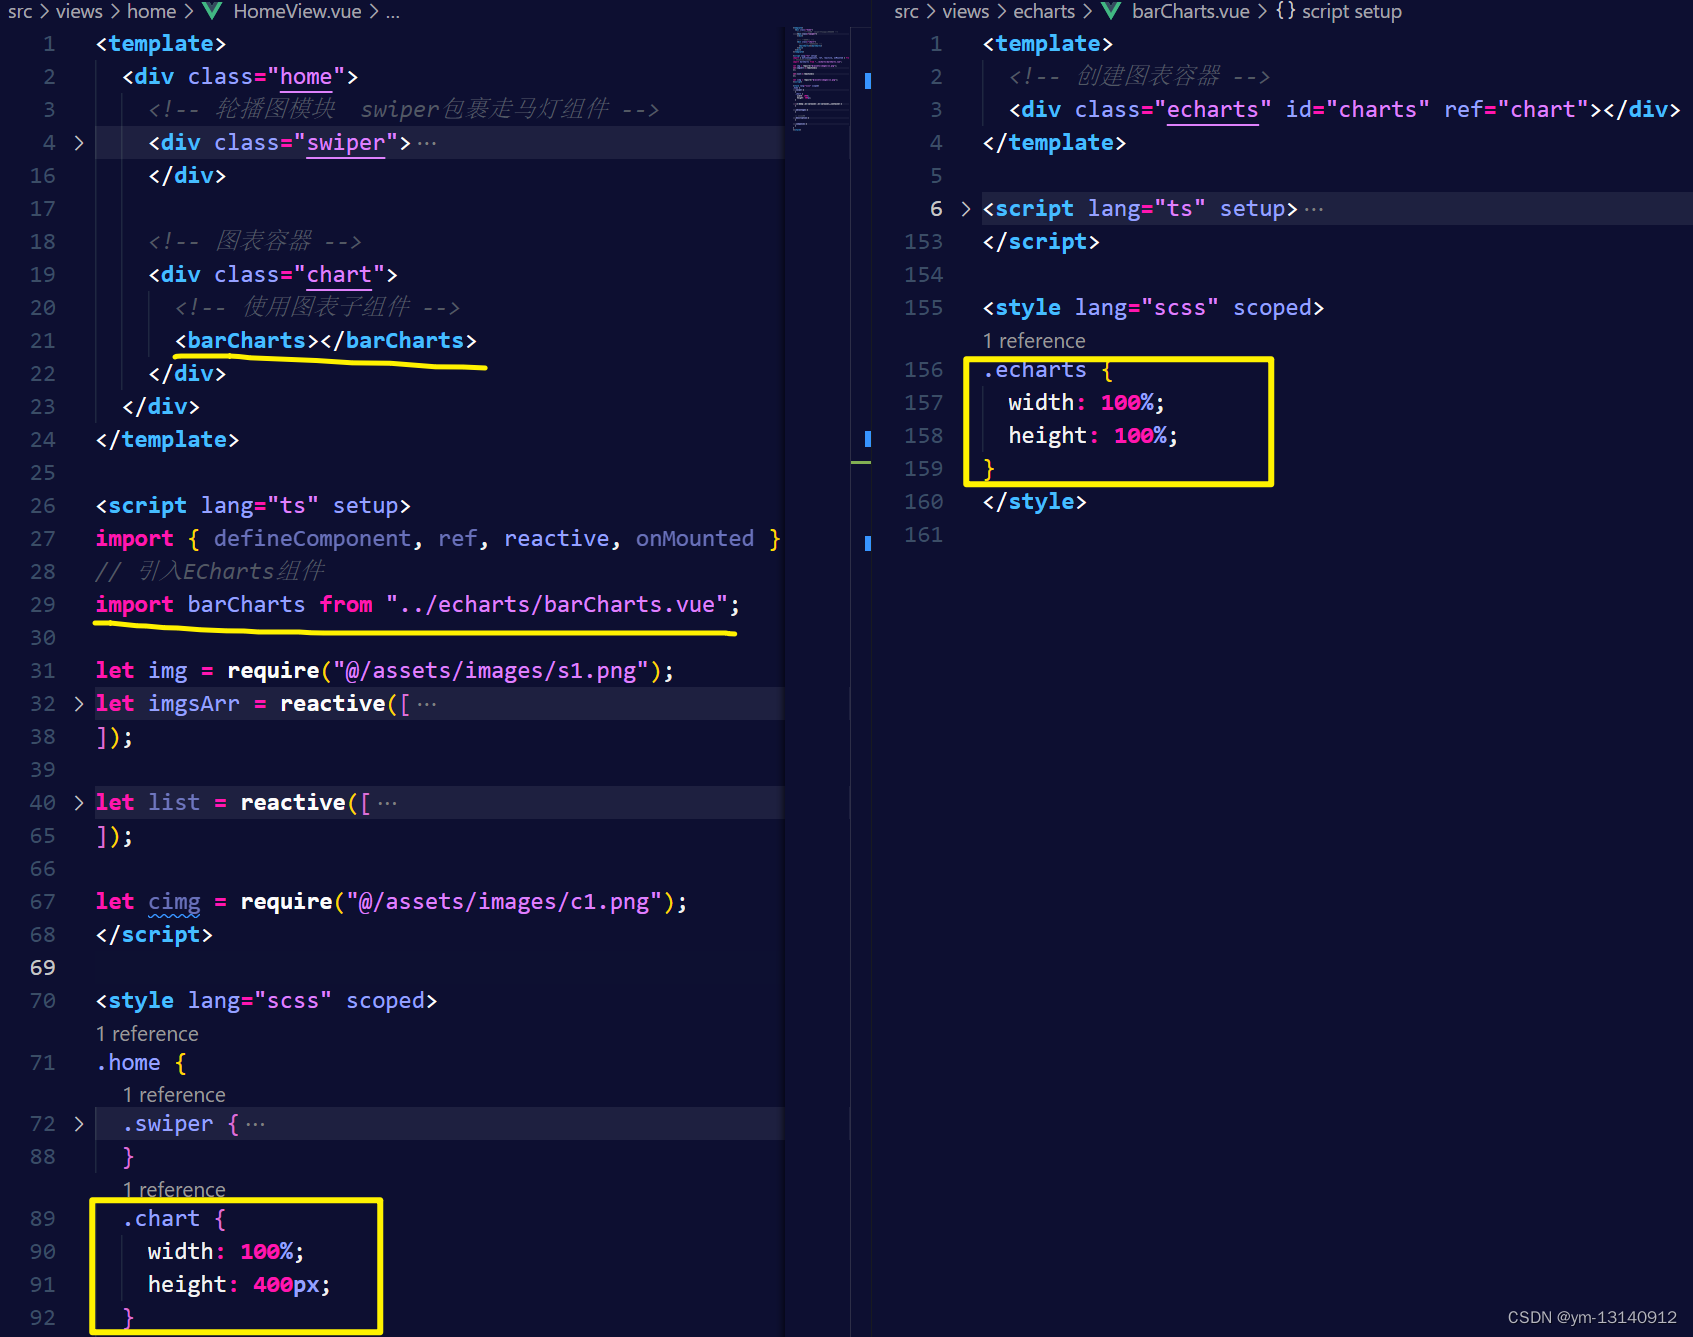 src > views > home > HomeView.vue > ...
1 <template>
2 <div class="home">
3 <!-- 轮播图模块  swiper包裹走马灯组件 -->
4 > <div class="swiper">···
16 </div>
17
18 <!-- 图表容器 -->
19 <div class="chart">
20 <!-- 使用图表子组件 -->
21 <barCharts></barCharts>
22 </div>
23 </div>
24 </template>
25
26 <script lang="ts" setup>
27 import { defineComponent, ref, reactive, onMounted }
28 // 引入ECharts组件
29 import barCharts from "../echarts/barCharts.vue";
30
31 let img = require("@/assets/images/s1.png");
32 > let imgsArr = reactive([···
38 ]);
39
40 > let list = reactive([···
65 ]);
66
67 let cimg = require("@/assets/images/c1.png");
68 </script>
69
70 <style lang="scss" scoped>
1 reference
71 .home {
1 reference
72 > .swiper {···
88 }
1 reference
89 .chart {
90 width: 100%;
91 height: 400px;
92 }
src > views > echarts > barCharts.vue > {} script setup
1 <template>
2 <!-- 创建图表容器 -->
3 <div class="echarts" id="charts" ref="chart"></div>
4 </template>
5
6 > <script lang="ts" setup>···
153 </script>
154
155 <style lang="scss" scoped>
1 reference
156 .echarts {
157 width: 100%;
158 height: 100%;
159 }
160 </style>
161
CSDN @ym-13140912